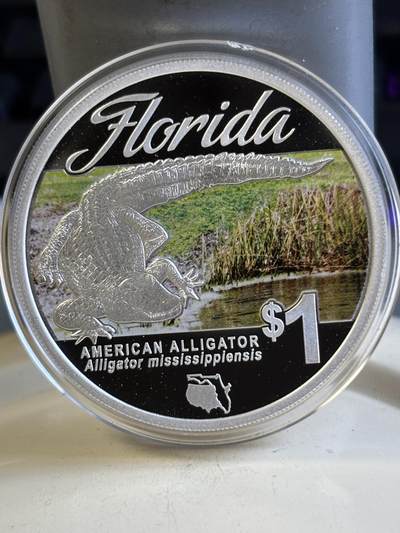 Florida
$1
AMERICAN ALLIGATOR
Alligator mississippiensis